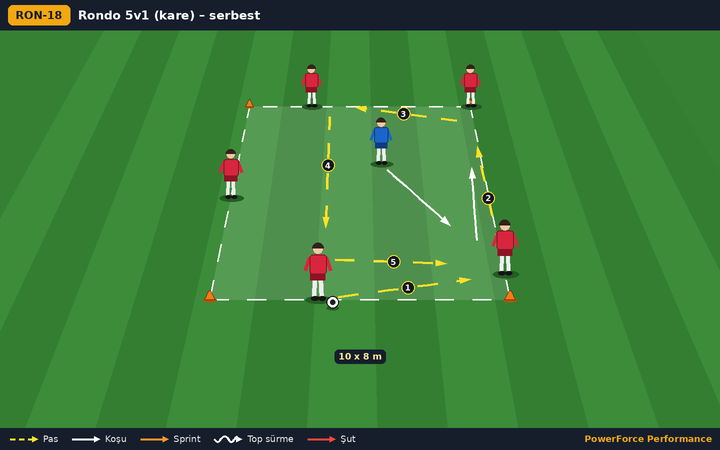 RON-18 Rondo 5v1 (kare) – serbest
3
4
2
5
1
10 x 8 m
Pas Koşu Sprint Top sürme Şut PowerForce Performance